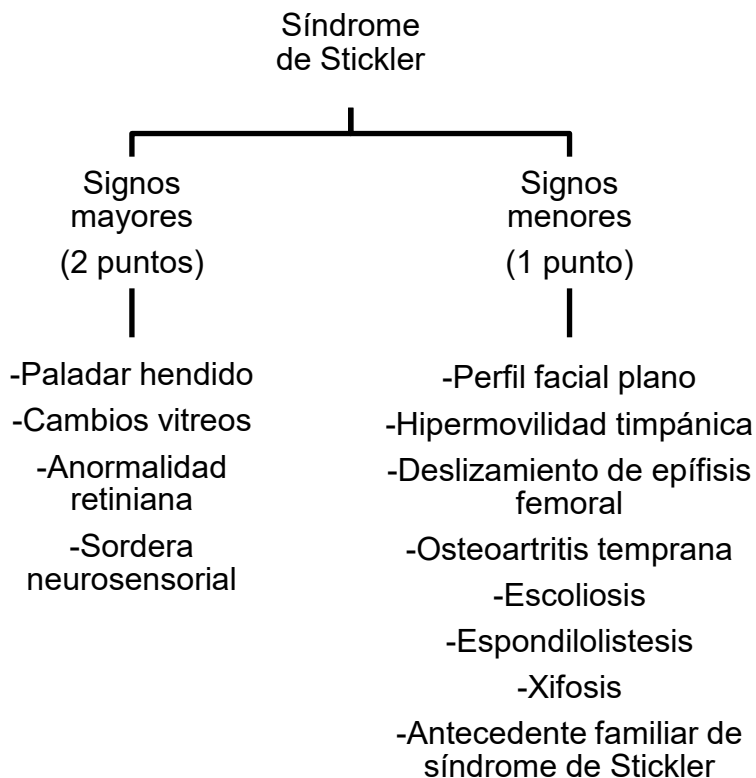 Síndrome
de Stickler
Signos
mayores
(2 puntos)
-Paladar hendido
-Cambios vitreos
-Anormalidad
retiniana
-Sordera
neurosensorial
Signos
menores
(1 punto)
-Perfil facial plano
-Hipermovilidad timpánica
-Deslizamiento de epífisis
femoral
-Osteoartritis temprana
-Escoliosis
-Espondilolistesis
-Xifosis
-Antecedente familiar de
síndrome de Stickler